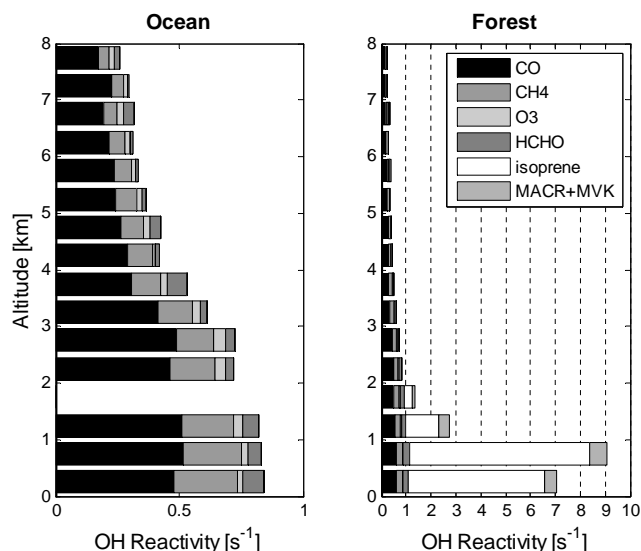 Ocean
Forest
8
7
6
5
4
3
2
1
0
Altitude [km]
0
0.5
1
OH Reactivity [s⁻¹]
8
7
6
5
4
3
2
1
0
CO
CH4
O3
HCHO
isoprene
MACR+MVK
0 1 2 3 4 5 6 7 8 9 10
OH Reactivity [s⁻¹]